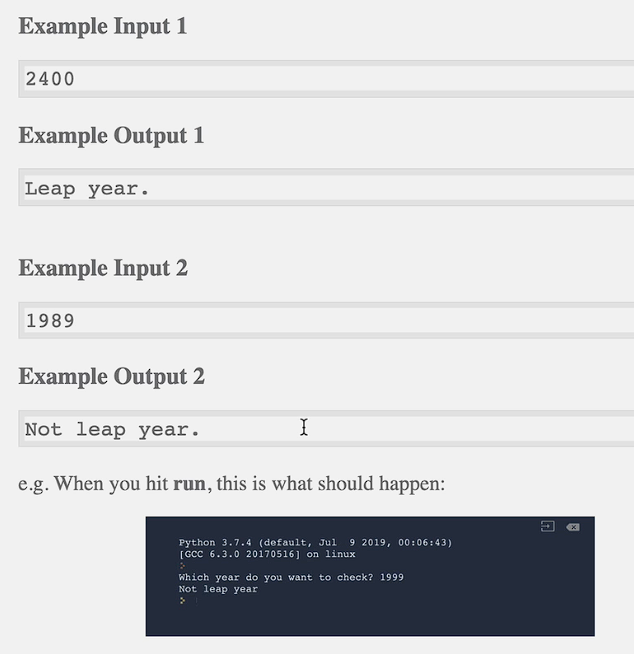 Example Input 1
2400
Example Output 1
Leap year.
Example Input 2
1989
Example Output 2
Not leap year.
e.g. When you hit run, this is what should happen:
Python 3.7.4 (default, Jul  9 2019, 00:06:43)
[GCC 6.3.0 20170516] on linux
>
Which year do you want to check? 1999
Not leap year
>